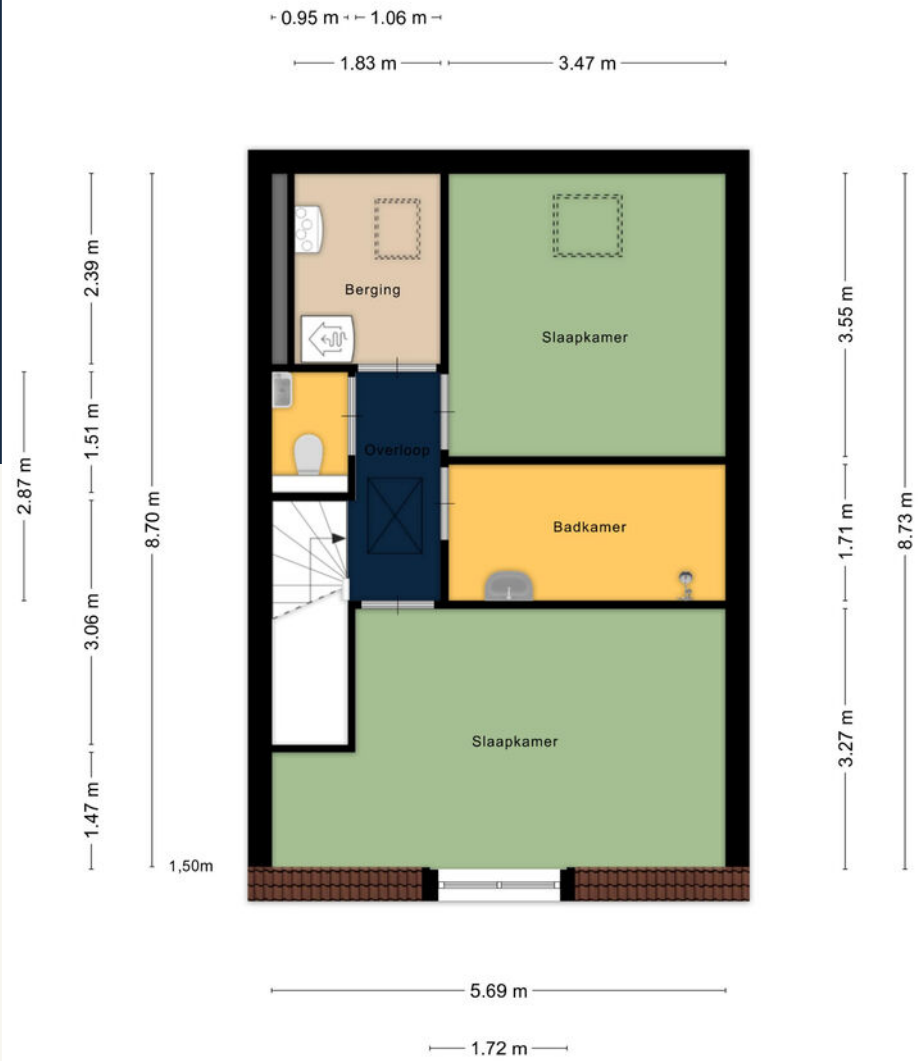 0.95 m 1.06 m
1.83 m 3.47 m
2.39 m
3.55 m
Berging
Slaapkamer
1.51 m
Overloop
2.87 m
8.70 m
8.73 m
Badkamer
1.71 m
3.06 m
3.27 m
Slaapkamer
1.47 m
1,50m
5.69 m
1.72 m